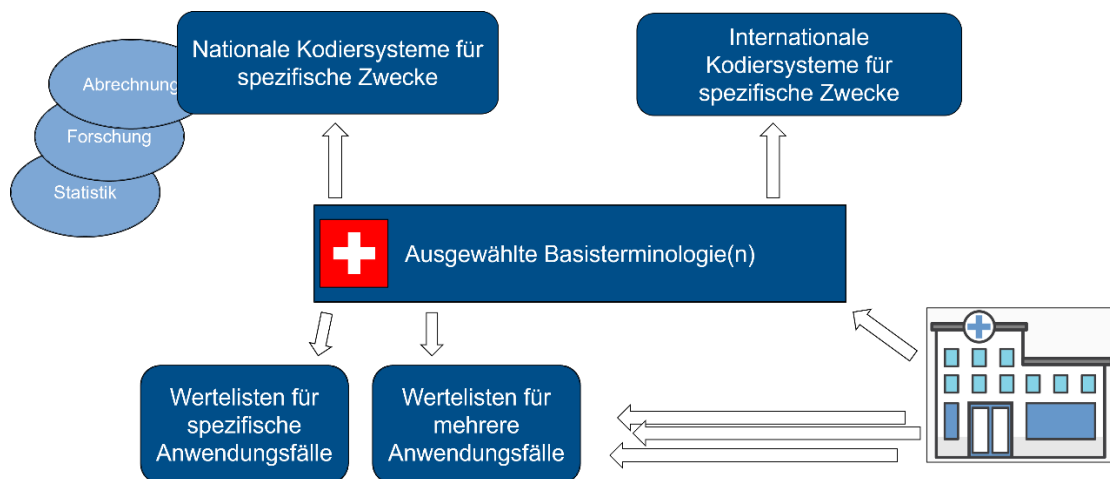 Nationale Kodiersysteme für
spezifische Zwecke
Internationale
Kodiersysteme für
spezifische Zwecke
Abrechnung
Forschung
Statistik
Ausgewählte Basisterminologie(n)
Wertelisten für
spezifische
Anwendungsfälle
Wertelisten für
mehrere
Anwendungsfälle